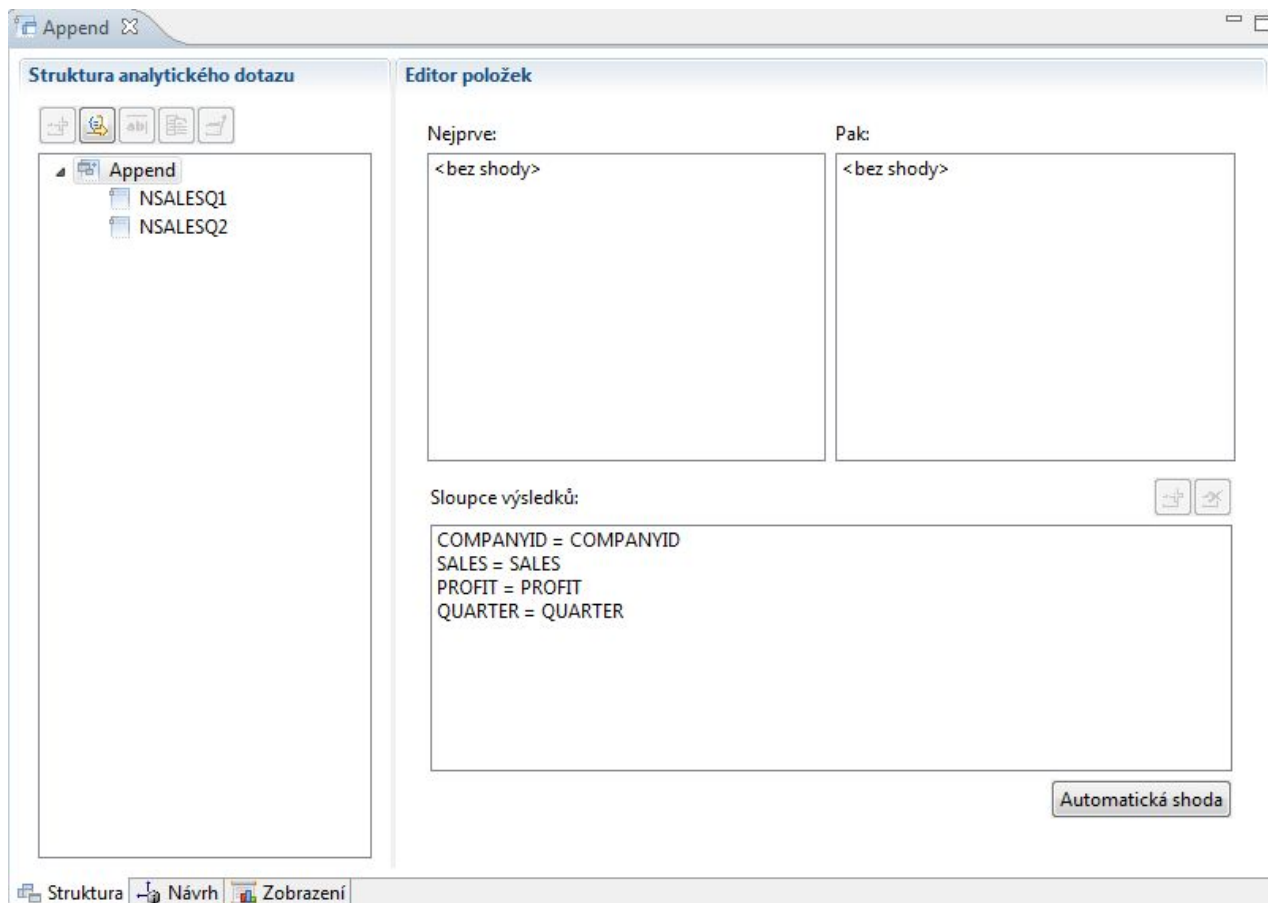 Append
Struktura analytického dotazu
ab|
Append
NSALESQ1
NSALESQ2
Editor položek
Nejprve:
<bez shody>
Pak:
<bez shody>
Sloupce výsledků:
COMPANYID = COMPANYID
SALES = SALES
PROFIT = PROFIT
QUARTER = QUARTER
Automatická shoda
Struktura
Návrh
Zobrazení